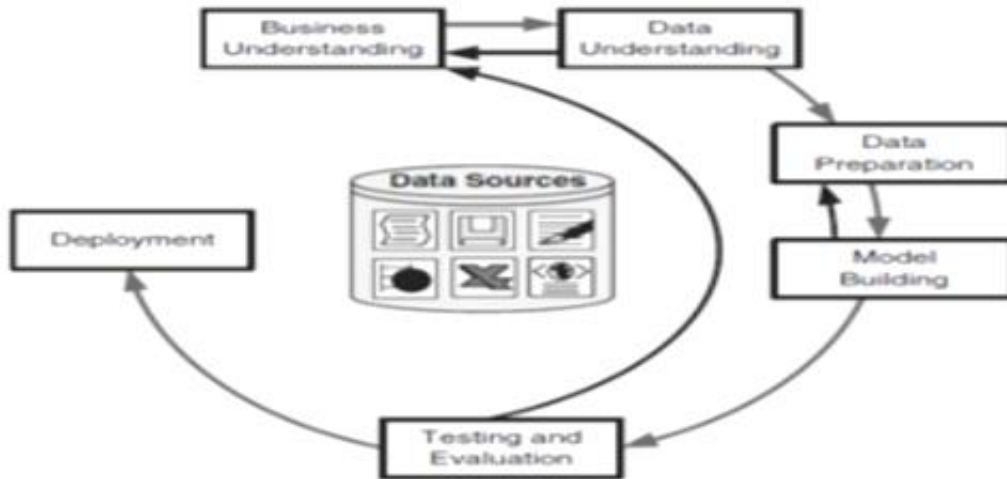 Business
Understanding
Data
Understanding
Data
Preparation
Data Sources
Deployment
Model
Building
Testing and
Evaluation